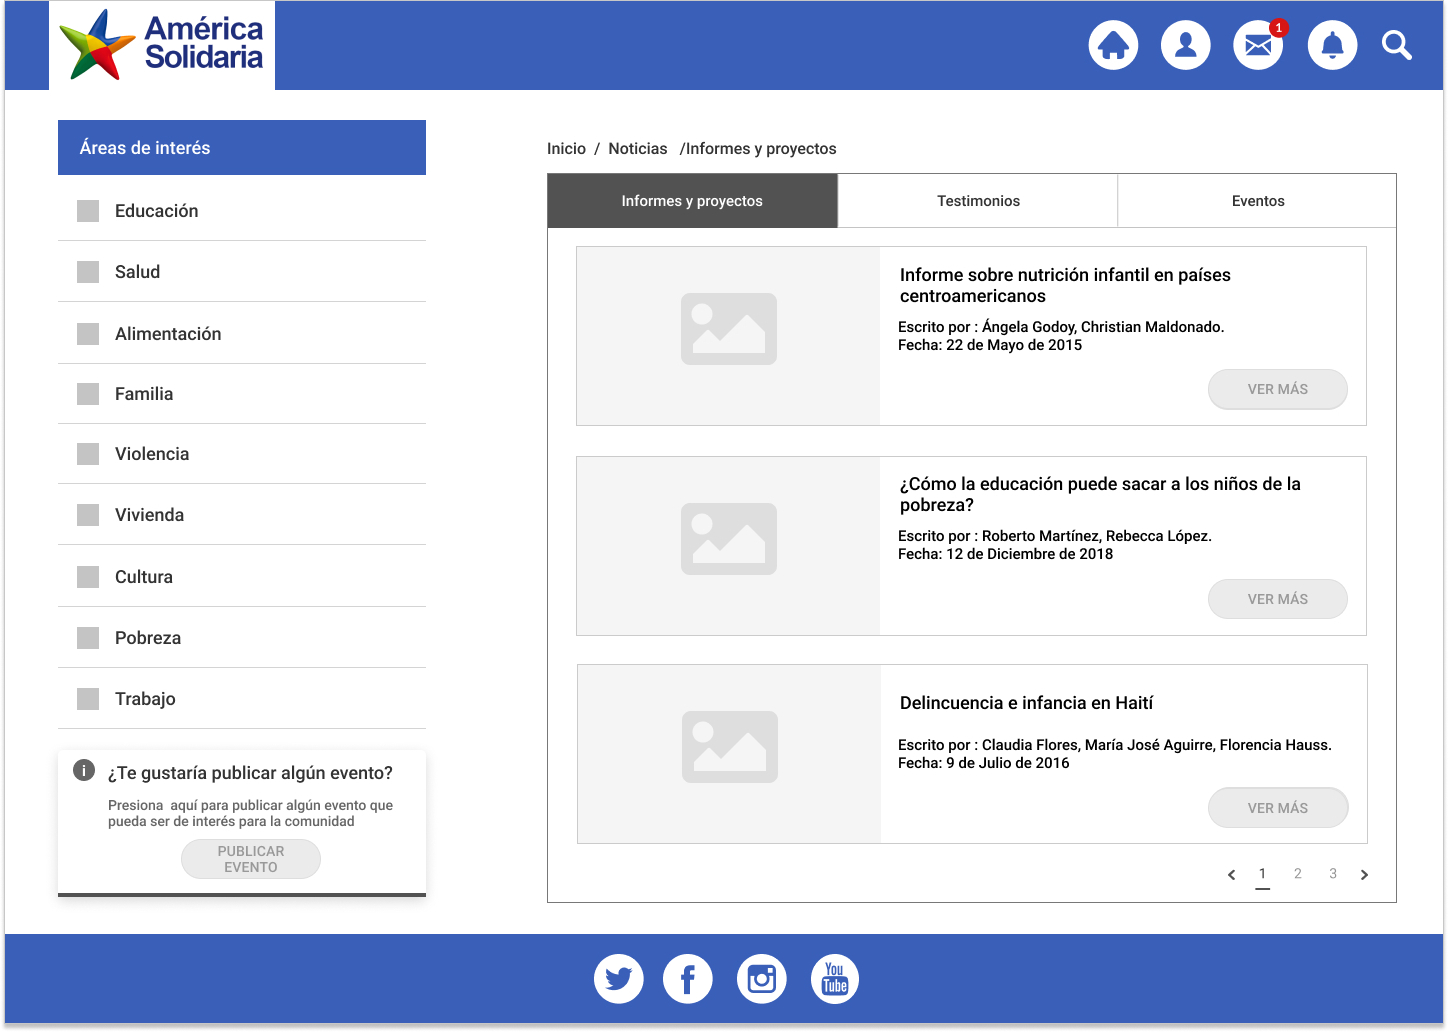 América
Solidaria
1
Áreas de interés
Educación
Salud
Alimentación
Familia
Violencia
Vivienda
Cultura
Pobreza
Trabajo
i
¿Te gustaría publicar algún evento?
Presiona aquí para publicar algún evento que
pueda ser de interés para la comunidad
PUBLICAR
EVENTO
Inicio / Noticias /Informes y proyectos
Informes y proyectos
Testimonios
Eventos
Informe sobre nutrición infantil en países
centroamericanos
Escrito por : Ángela Godoy, Christian Maldonado.
Fecha: 22 de Mayo de 2015
VER MÁS
¿Cómo la educación puede sacar a los niños de la
pobreza?
Escrito por : Roberto Martínez, Rebecca López.
Fecha: 12 de Diciembre de 2018
VER MÁS
Delincuencia e infancia en Haití
Escrito por : Claudia Flores, María José Aguirre, Florencia Hauss.
Fecha: 9 de Julio de 2016
VER MÁS
1 2 3
You
Tube